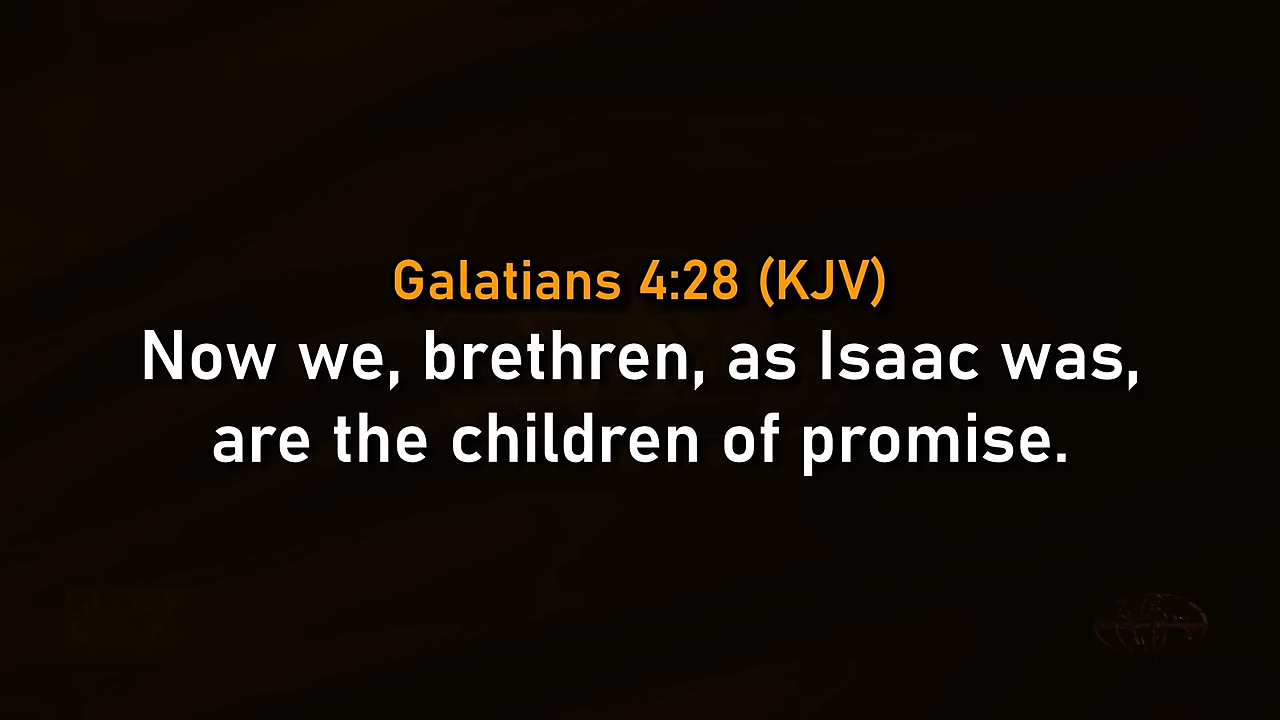 Galatians 4:28 (KJV)
Now we, brethren, as Isaac was,
are the children of promise.